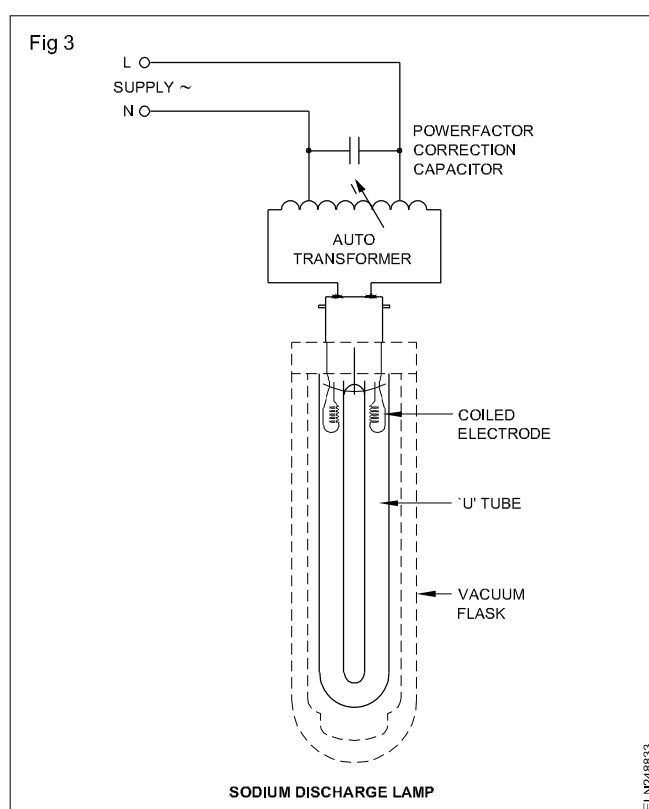 Fig 3
L
SUPPLY ~
N
POWERFACTOR
CORRECTION
CAPACITOR
AUTO
TRANSFORMER
COILED
ELECTRODE
`U' TUBE
VACUUM
FLASK
SODIUM DISCHARGE LAMP
ELN248833